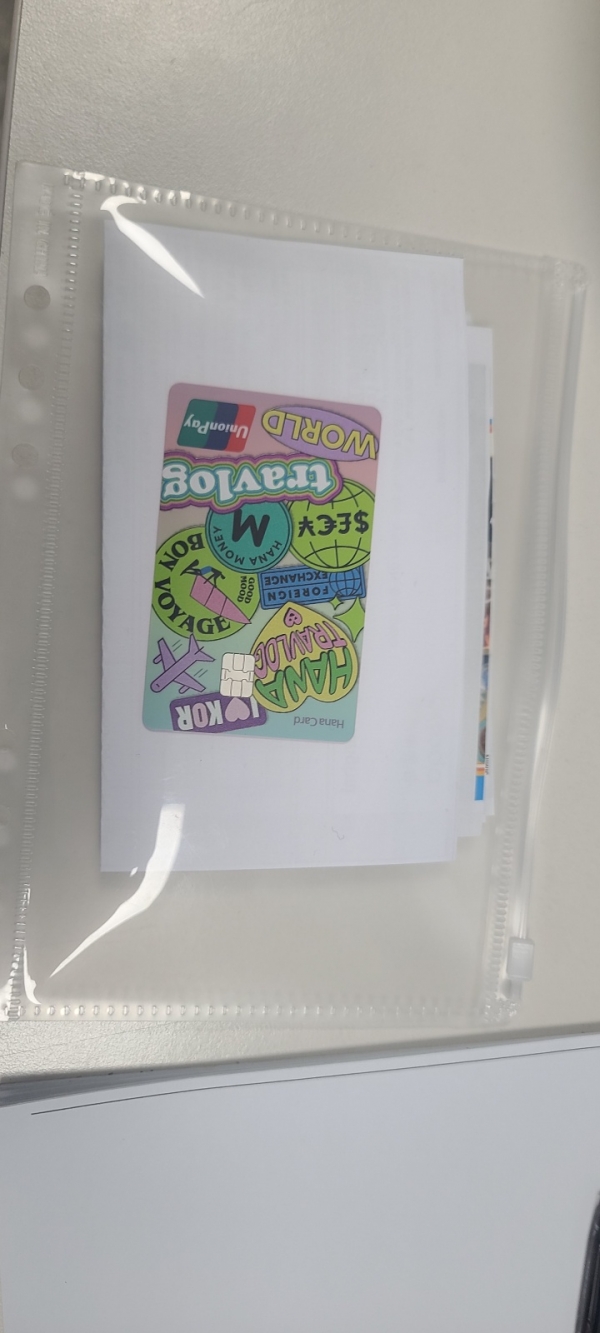 Hana Card
I KOR
HANA
TRAVLOG
FOREIGN
EXCHANGE
GOOD
MOOD
BON VOYAGE
$£€¥
HANA MONEY
M
travlog
WORLD
UnionPay